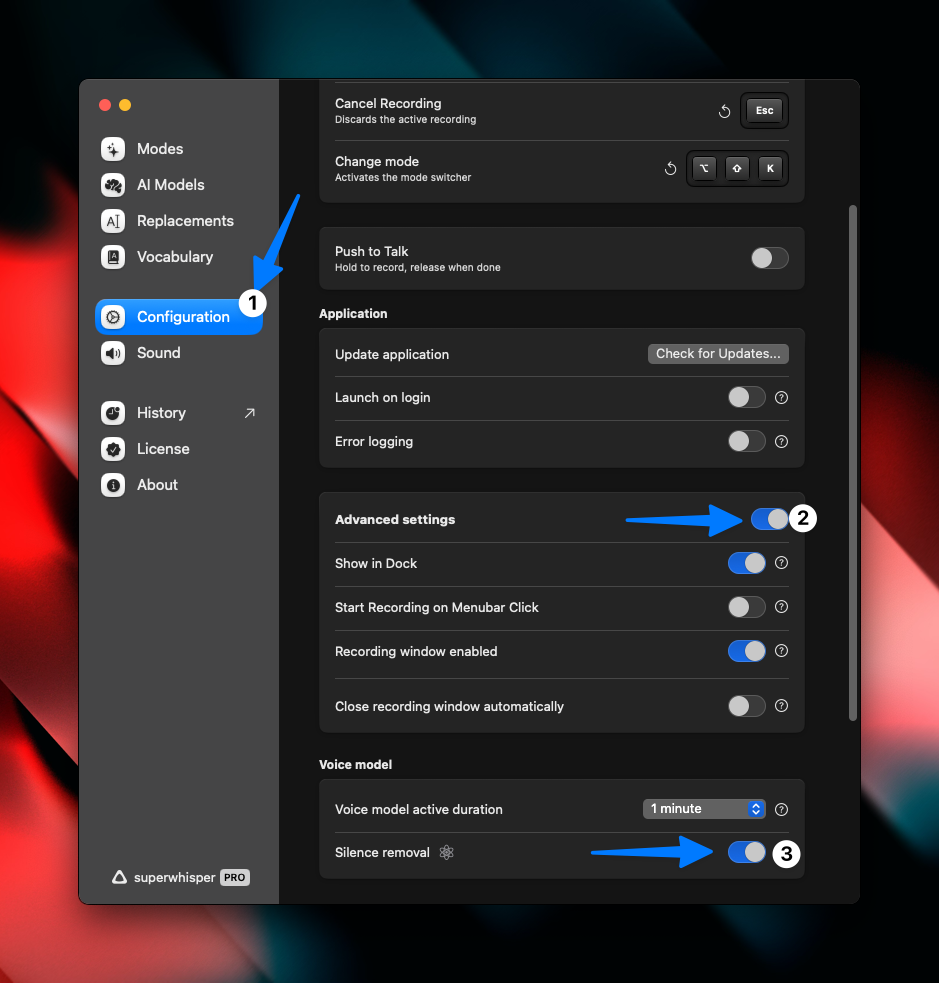 Modes
AI Models
Replacements
Vocabulary
1
Configuration
Sound
History
License
About
superwhisper PRO
Cancel Recording
Discards the active recording
Esc
Change mode
Activates the mode switcher
⌥ ⇧ K
Push to Talk
Hold to record, release when done
Application
Update application
Check for Updates...
Launch on login ?
Error logging ?
Advanced settings 2
Show in Dock ?
Start Recording on Menubar Click ?
Recording window enabled ?
Close recording window automatically ?
Voice model
Voice model active duration 1 minute ?
Silence removal 3